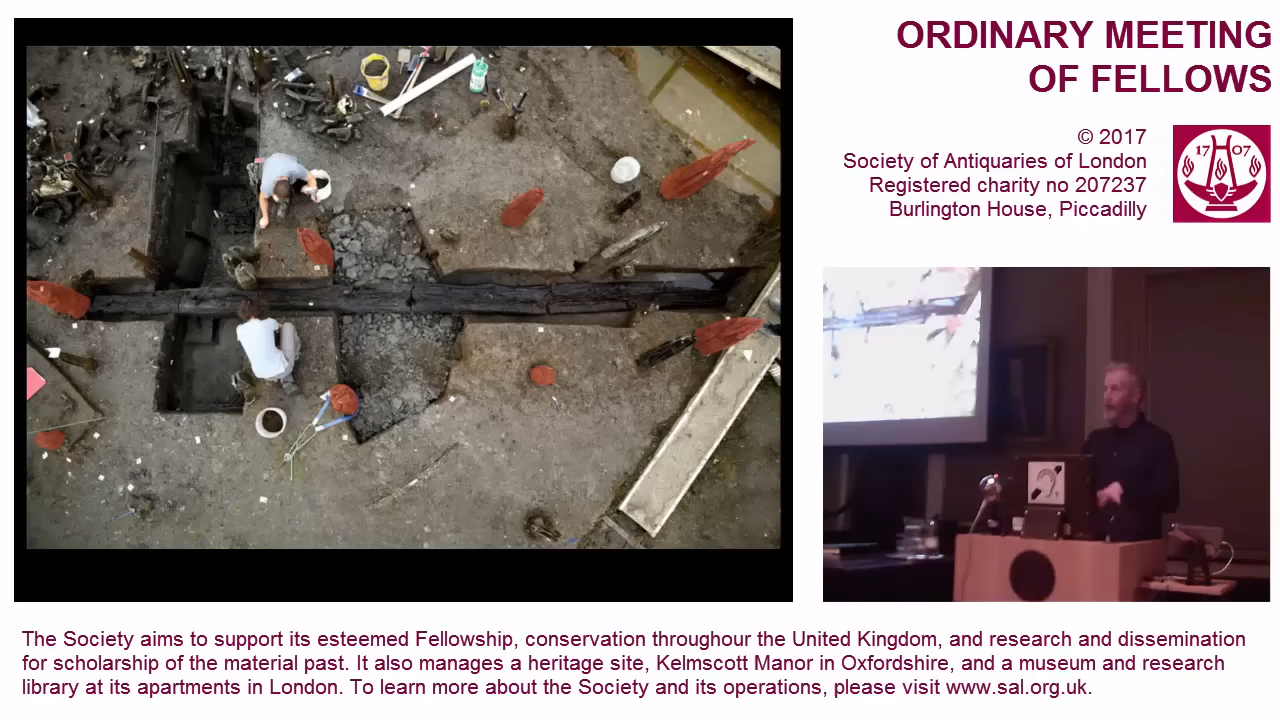 ORDINARY MEETING
OF FELLOWS
© 2017
Society of Antiquaries of London
Registered charity no 207237
Burlington House, Piccadilly
17 07
The Society aims to support its esteemed Fellowship, conservation throughour the United Kingdom, and research and dissemination
for scholarship of the material past. It also manages a heritage site, Kelmscott Manor in Oxfordshire, and a museum and research
library at its apartments in London. To learn more about the Society and its operations, please visit www.sal.org.uk.